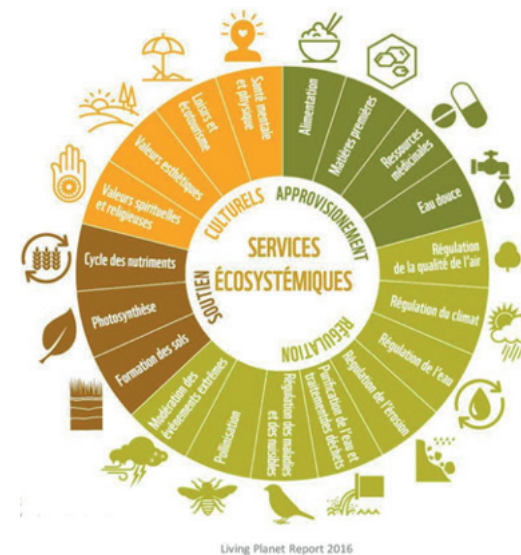 SERVICES
ÉCOSYSTÉMIQUES
CULTURELS
APPROVISIONEMENT
RÉGULATION
SOUTIEN
Alimentation
Matières premières
Ressources
médicinales
Eau douce
Régulation
de la qualité de l'air
Régulation du climat
Régulation de l'eau
Régulation de l'érosion
Purification de l'eau et
traitement des déchets
Régulation des maladies
et des nuisibles
Pollinisation
Modération des
événements extrêmes
Formation des sols
Photosynthèse
Cycle des nutriments
Valeurs spirituelles
et religieuses
Valeurs esthétiques
Loisirs et
écotourisme
Santé mentale
et physique
Living Planet Report 2016